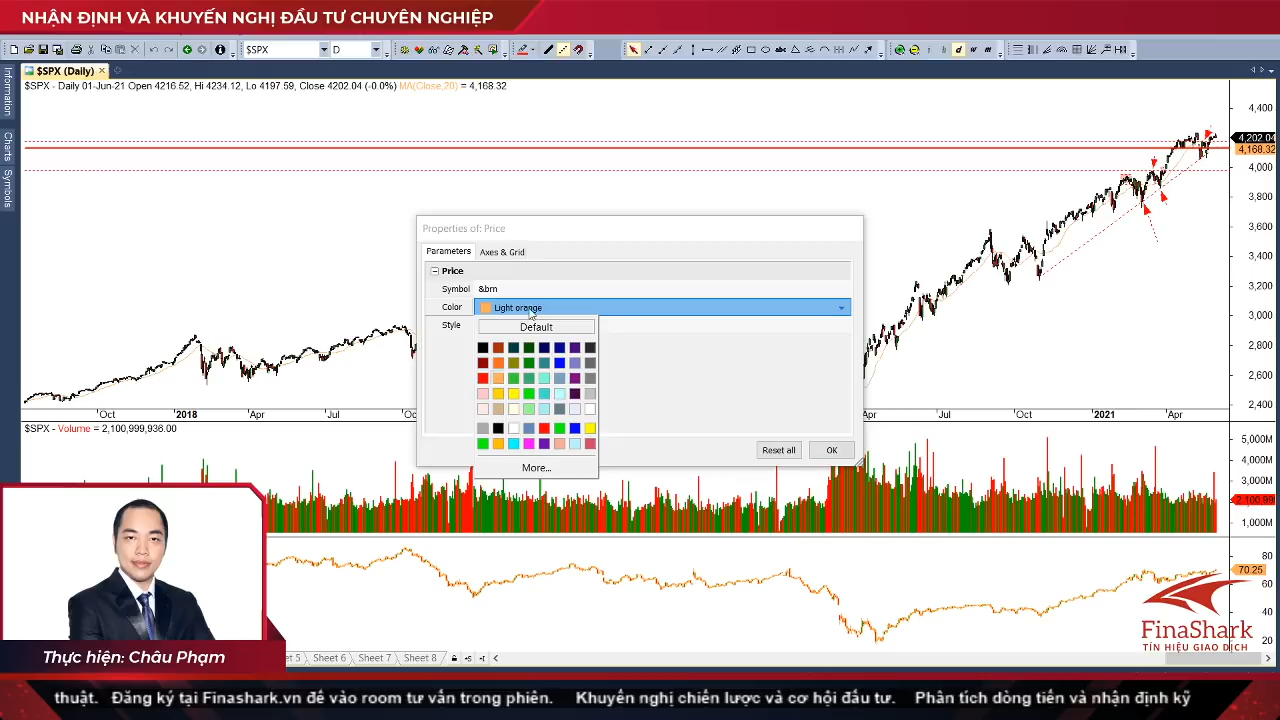 NHẬN ĐỊNH VÀ KHUYẾN NGHỊ ĐẦU TƯ CHUYÊN NGHIỆP
$SPX D
$SPX (Daily)
$SPX - Daily 01-Jun-21 Open 4216.52, Hi 4234.12, Lo 4197.59, Close 4202.04 (-0.0%) MA(Close,20) = 4,168.32
Information
Charts
Symbols
4,400
4,202.04
4,168.32
4,000
3,800
3,600
3,400
3,200
3,000
2,800
2,600
2,400
Properties of: Price
Parameters Axes & Grid
Price
Symbol &brn
Color Light orange
Style Default
More...
Reset all OK
Oct 2018 Apr Jul Oc Apr Jul Oct 2021 Apr
$SPX - Volume = 2,100,999,936.00
5,000M
4,000M
3,000M
2,100,999
1,000M
80
70.25
60
40
20
FinaShark
TÍN HIỆU GIAO DỊCH
Thực hiện: Châu Phạm
et 5 Sheet 6 Sheet 7 Sheet 8
thuật. Đăng ký tại Finashark.vn để vào room tư vấn trong phiên. Khuyến nghị chiến lược và cơ hội đầu tư. Phân tích dòng tiền và nhận định kỹ